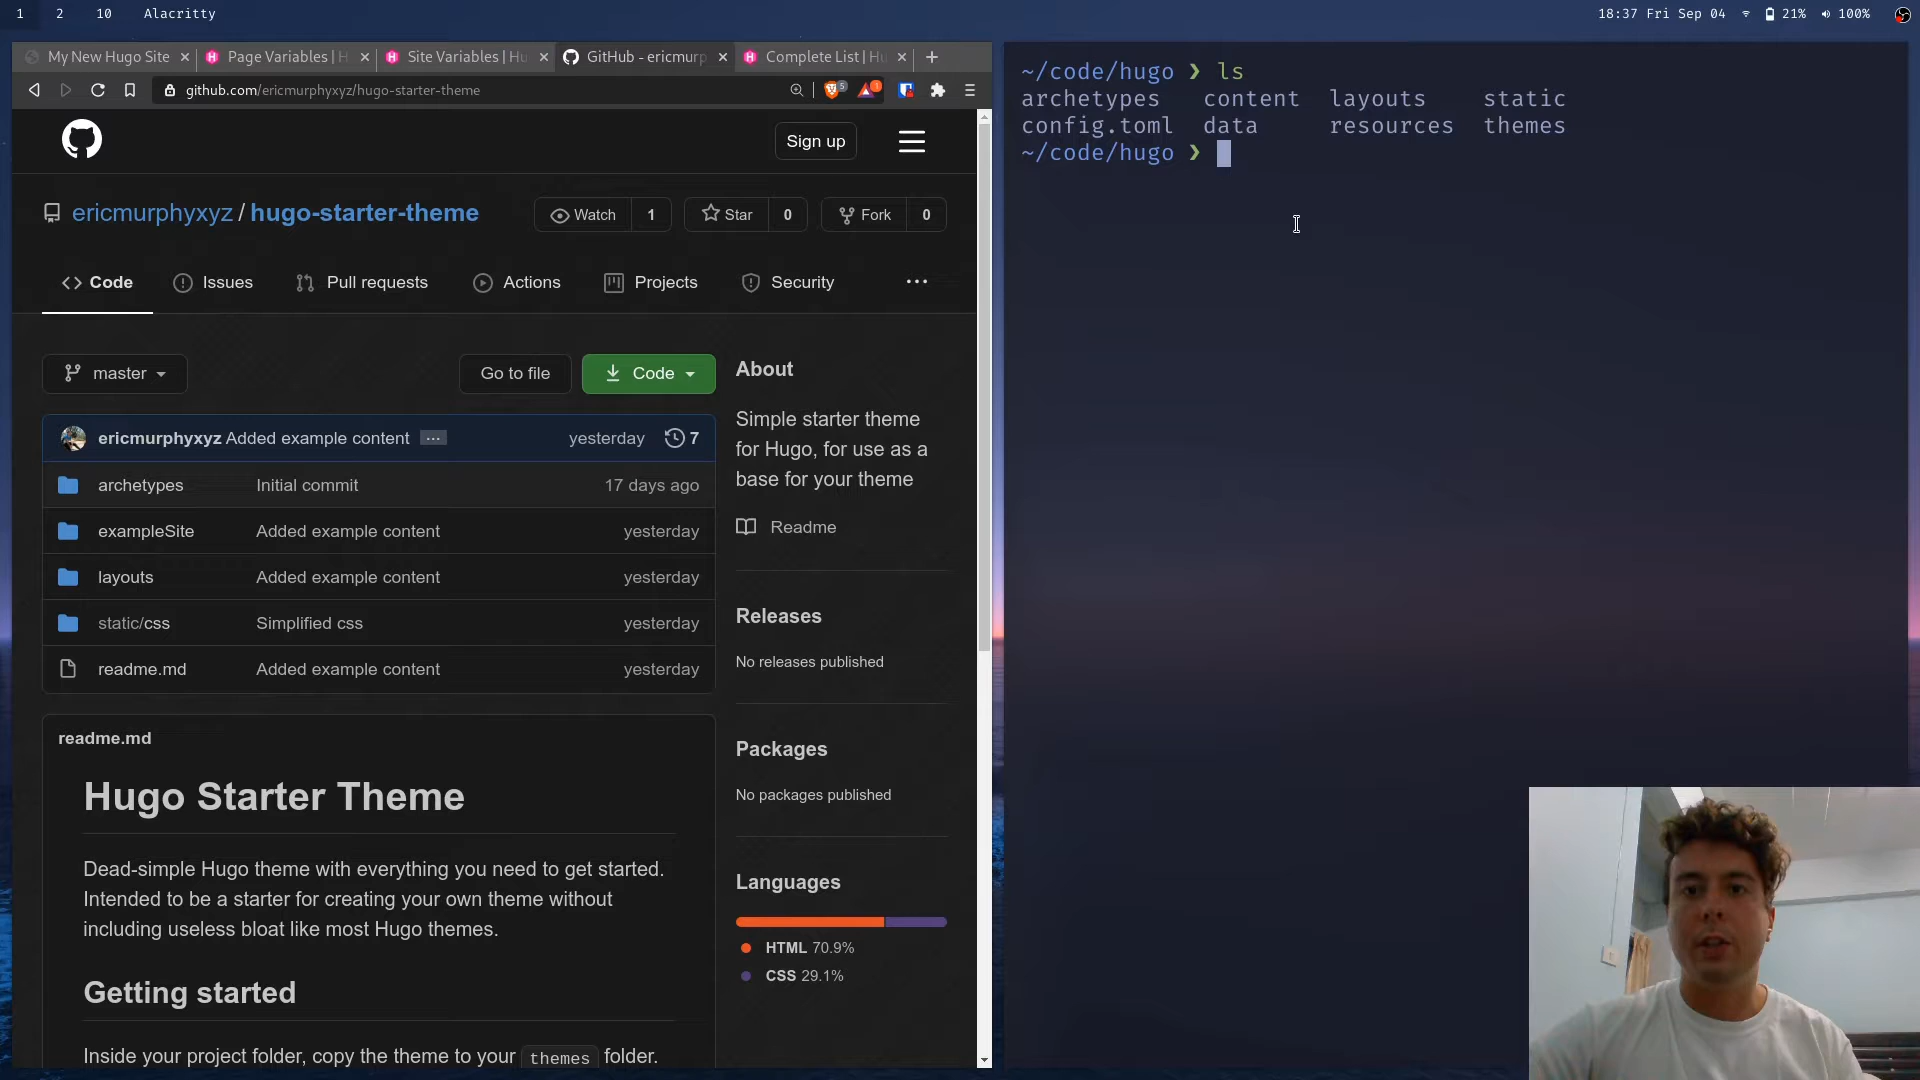 1 2 10 Alacritty
18:37 Fri Sep 04 21% 100%
My New Hugo Site
Page Variables | H
Site Variables | Hu
GitHub - ericmurp
Complete List | Hu
github.com/ericmurphyxyz/hugo-starter-theme
5
1
Sign up
ericmurphyxyz / hugo-starter-theme
Watch 1
Star 0
Fork 0
Code
Issues
Pull requests
Actions
Projects
Security
master
Go to file
Code
ericmurphyxyz Added example content ... yesterday 7
archetypes Initial commit 17 days ago
exampleSite Added example content yesterday
layouts Added example content yesterday
static/css Simplified css yesterday
readme.md Added example content yesterday
readme.md
Hugo Starter Theme
Dead-simple Hugo theme with everything you need to get started.
Intended to be a starter for creating your own theme without
including useless bloat like most Hugo themes.
Getting started
Inside your project folder, copy the theme to your themes folder.
About
Simple starter theme
for Hugo, for use as a
base for your theme
Readme
Releases
No releases published
Packages
No packages published
Languages
HTML 70.9%
CSS 29.1%
~/code/hugo ❯ ls
archetypes content layouts static
config.toml data resources themes
~/code/hugo ❯